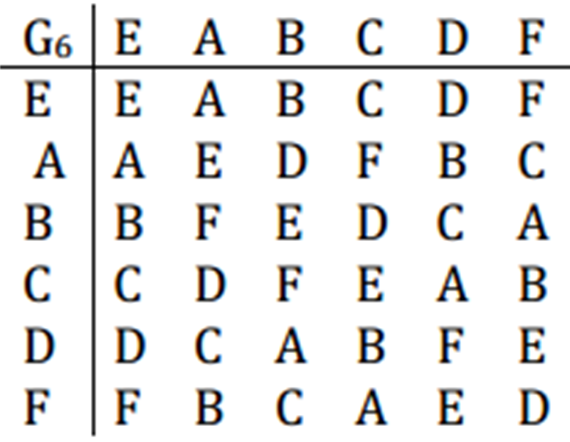 G₆ E A B C D F
E E A B C D F
A A E D F B C
B B F E D C A
C C D F E A B
D D C A B F E
F F B C A E D